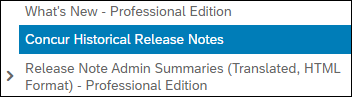 What's New - Professional Edition
Concur Historical Release Notes
Release Note Admin Summaries (Translated, HTML
Format) - Professional Edition